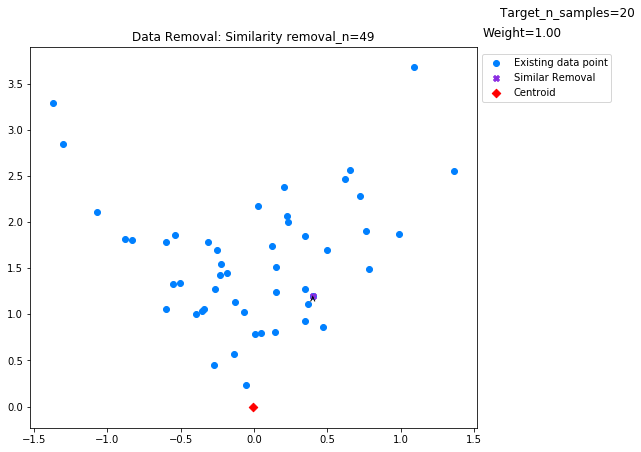 Target_n_samples=20
Weight=1.00
Data Removal: Similarity removal_n=49
Existing data point
Similar Removal
Centroid
3.5
3.0
2.5
2.0
1.5
1.0
0.5
0.0
−1.5 −1.0 −0.5 0.0 0.5 1.0 1.5